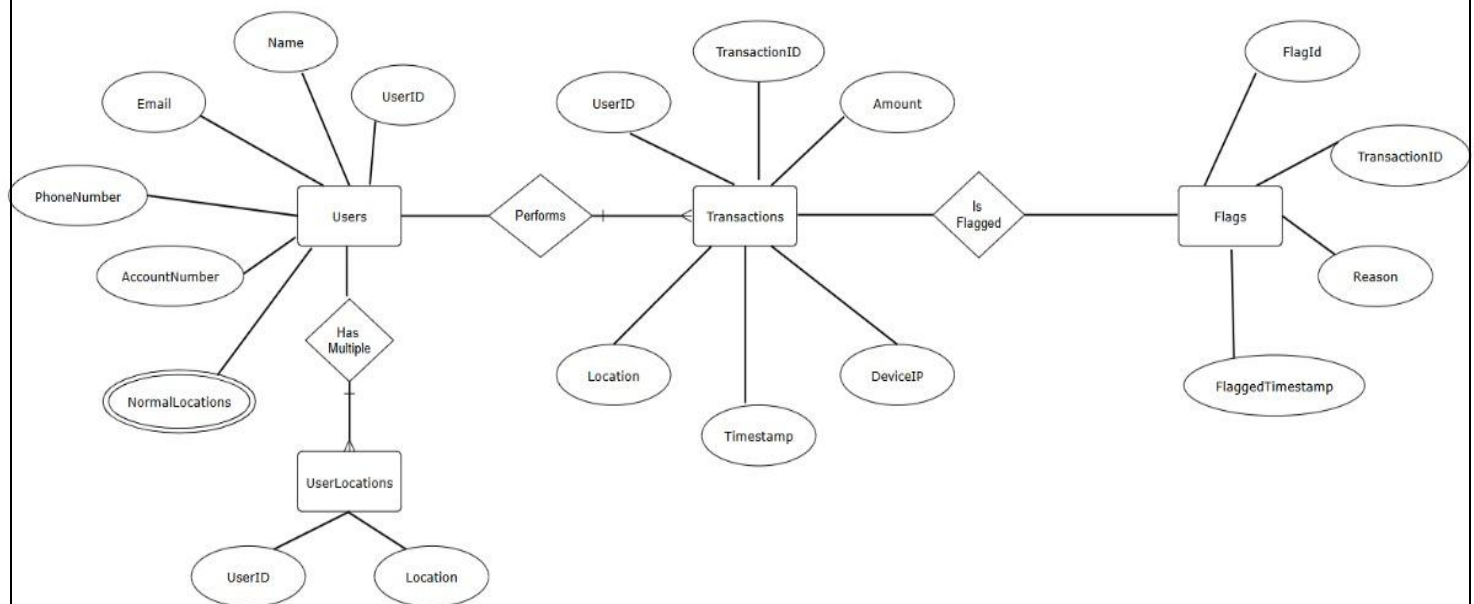 Name
TransactionID
FlagId
Email
UserID
UserID
Amount
TransactionID
PhoneNumber
Users
Performs
Transactions
Is
Flagged
Flags
AccountNumber
Reason
Has
Multiple
Location
DeviceIP
FlaggedTimestamp
NormalLocations
Timestamp
UserLocations
UserID
Location